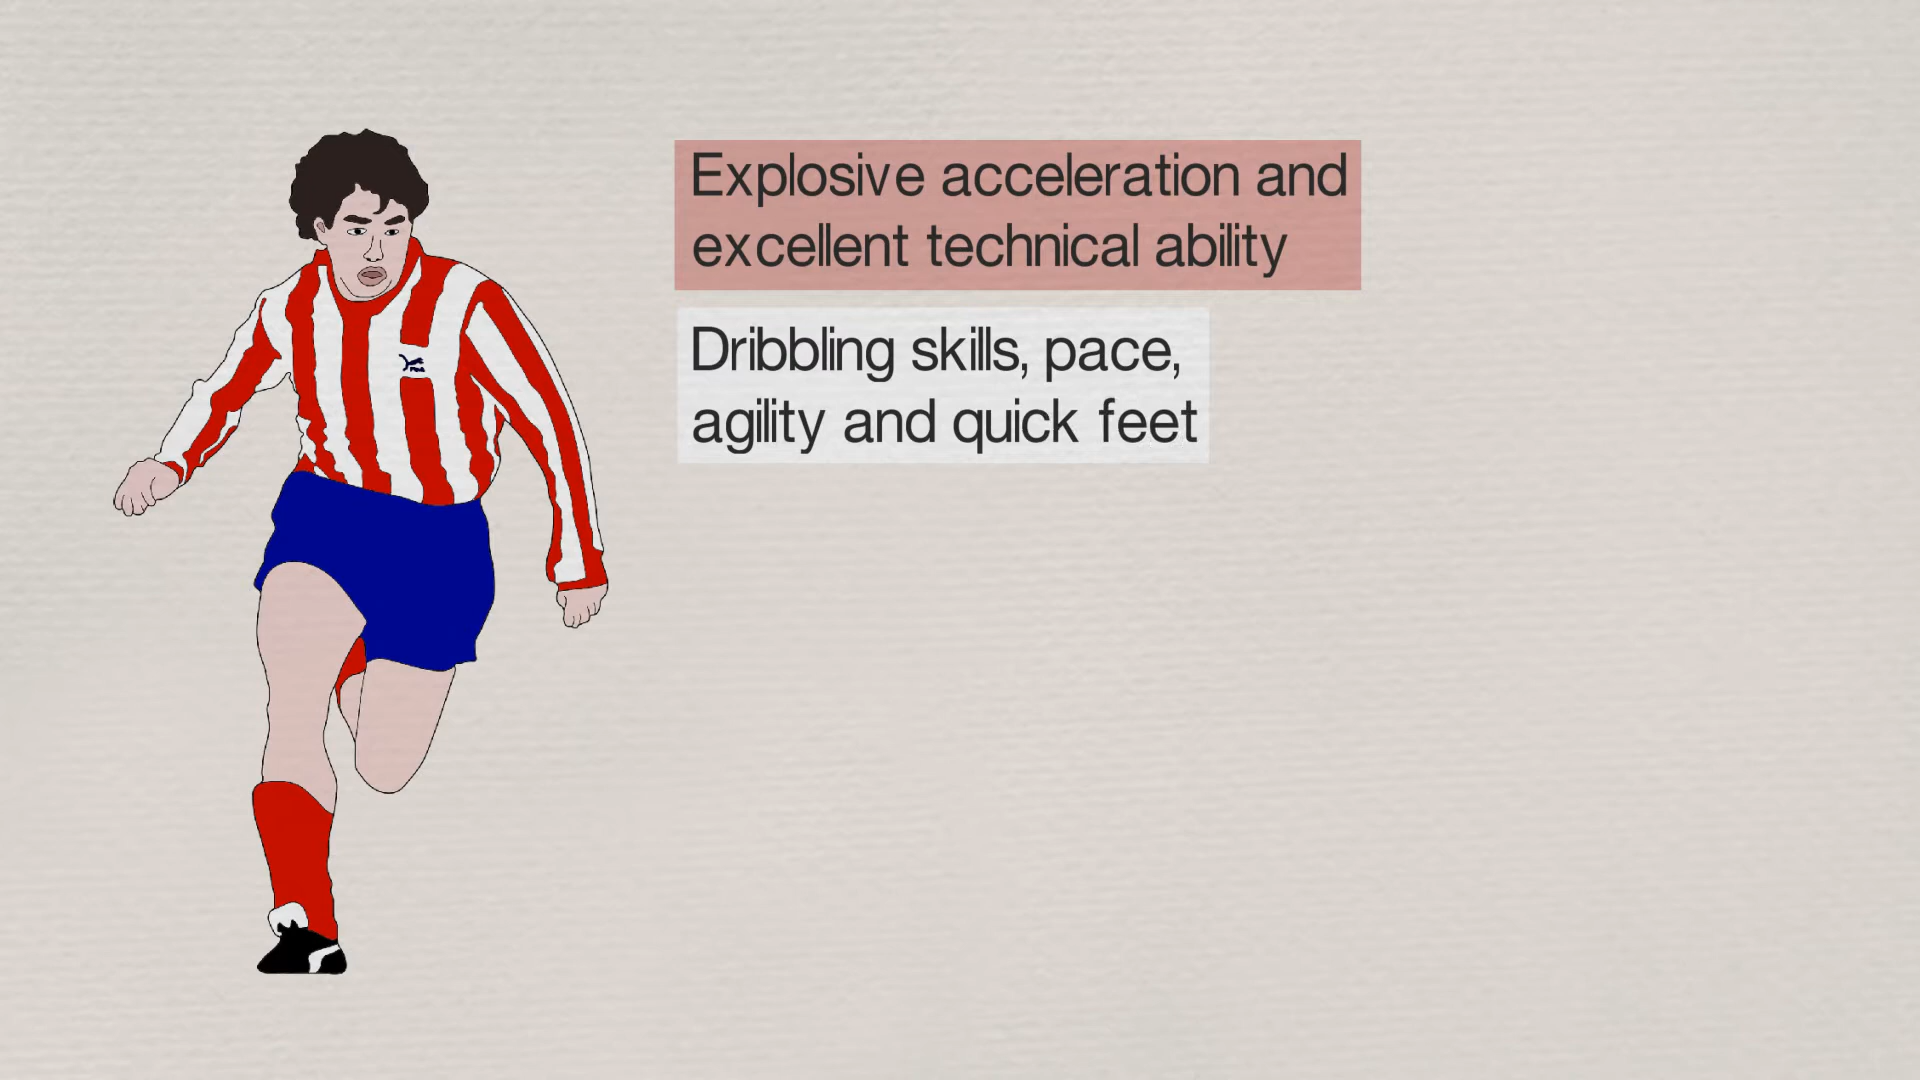 Explosive acceleration and
excellent technical ability
Dribbling skills, pace,
agility and quick feet